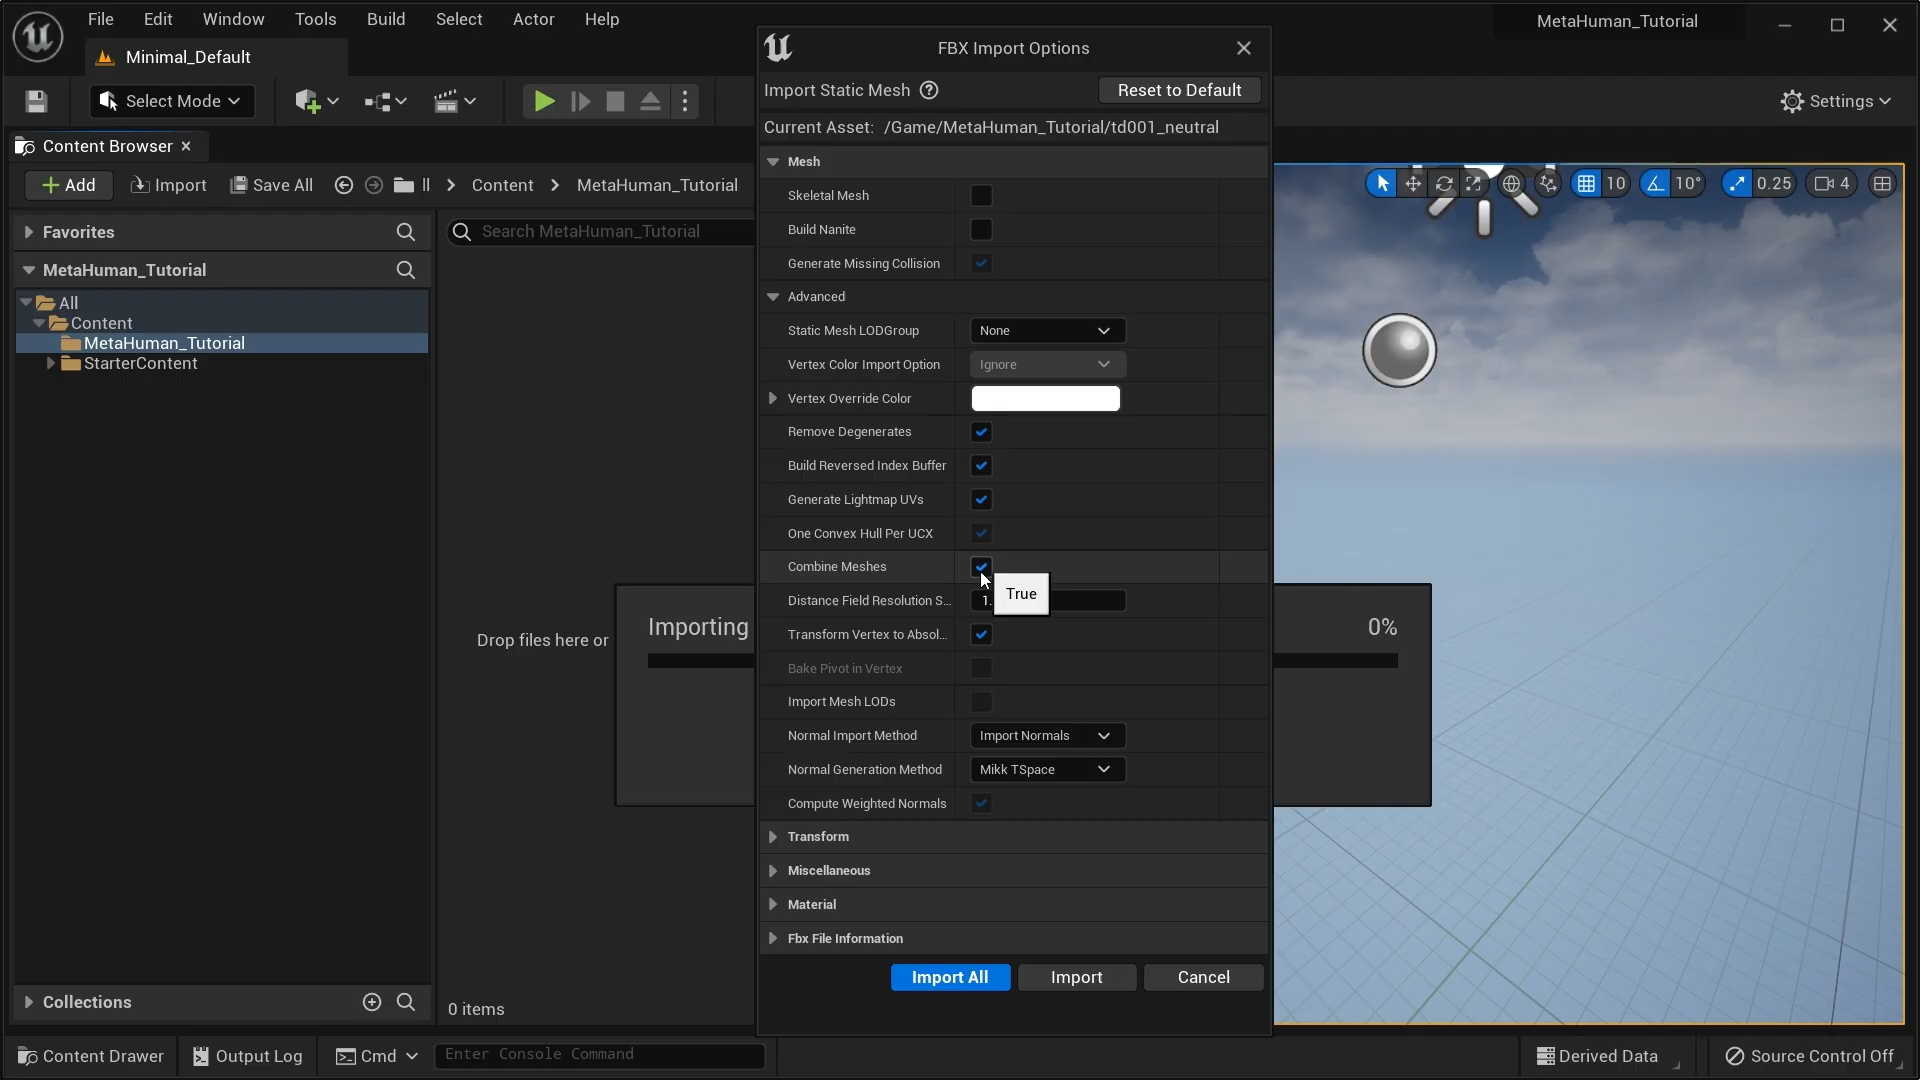 File Edit Window Tools Build Select Actor Help
MetaHuman_Tutorial
Minimal_Default
Select Mode
Settings
Content Browser
Add Import Save All ll Content MetaHuman_Tutorial
Favorites
Search MetaHuman_Tutorial
MetaHuman_Tutorial
All
Content
MetaHuman_Tutorial
StarterContent
Drop files here or
Importing
0%
FBX Import Options
Import Static Mesh
Reset to Default
Current Asset: /Game/MetaHuman_Tutorial/td001_neutral
Mesh
Skeletal Mesh
Build Nanite
Generate Missing Collision
Advanced
Static Mesh LODGroup None
Vertex Color Import Option Ignore
Vertex Override Color
Remove Degenerates
Build Reversed Index Buffer
Generate Lightmap UVs
One Convex Hull Per UCX
Combine Meshes
True
Distance Field Resolution S... 1.
Transform Vertex to Absol...
Bake Pivot in Vertex
Import Mesh LODs
Normal Import Method Import Normals
Normal Generation Method Mikk TSpace
Compute Weighted Normals
Transform
Miscellaneous
Material
Fbx File Information
Import All Import Cancel
10 10° 0.25 4
Collections
0 items
Content Drawer Output Log Cmd Enter Console Command
Derived Data Source Control Off